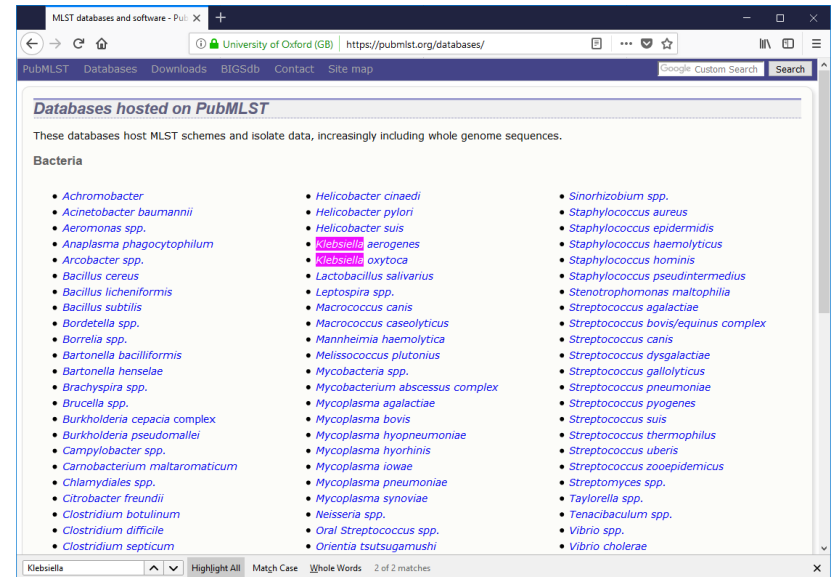 MLST databases and software - Pub
University of Oxford (GB) https://pubmlst.org/databases/
PubMLST Databases Downloads BIGSdb Contact Site map Google Custom Search Search
Databases hosted on PubMLST
These databases host MLST schemes and isolate data, increasingly including whole genome sequences.
Bacteria
Achromobacter
Acinetobacter baumannii
Aeromonas spp.
Anaplasma phagocytophilum
Arcobacter spp.
Bacillus cereus
Bacillus licheniformis
Bacillus subtilis
Bordetella spp.
Borrelia spp.
Bartonella bacilliformis
Bartonella henselae
Brachyspira spp.
Brucella spp.
Burkholderia cepacia complex
Burkholderia pseudomallei
Campylobacter spp.
Carnobacterium maltaromaticum
Chlamydiales spp.
Citrobacter freundii
Clostridium botulinum
Clostridium difficile
Clostridium septicum
Helicobacter cinaedi
Helicobacter pylori
Helicobacter suis
Klebsiella aerogenes
Klebsiella oxytoca
Lactobacillus salivarius
Leptospira spp.
Macrococcus canis
Macrococcus caseolyticus
Mannheimia haemolytica
Melissococcus plutonius
Mycobacteria spp.
Mycobacterium abscessus complex
Mycoplasma agalactiae
Mycoplasma bovis
Mycoplasma hyopneumoniae
Mycoplasma hyorhinis
Mycoplasma iowae
Mycoplasma pneumoniae
Mycoplasma synoviae
Neisseria spp.
Oral Streptococcus spp.
Orientia tsutsugamushi
Sinorhizobium spp.
Staphylococcus aureus
Staphylococcus epidermidis
Staphylococcus haemolyticus
Staphylococcus hominis
Staphylococcus pseudintermedius
Stenotrophomonas maltophilia
Streptococcus agalactiae
Streptococcus bovis/equinus complex
Streptococcus canis
Streptococcus dysgalactiae
Streptococcus gallolyticus
Streptococcus pneumoniae
Streptococcus pyogenes
Streptococcus suis
Streptococcus thermophilus
Streptococcus uberis
Streptococcus zooepidemicus
Streptomyces spp.
Taylorella spp.
Tenacibaculum spp.
Vibrio spp.
Vibrio cholerae
Klebsiella Highlight All Match Case Whole Words 2 of 2 matches